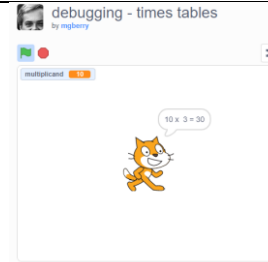 debugging - times tables
by mgberry
multiplicand 10
10 x 3 = 30